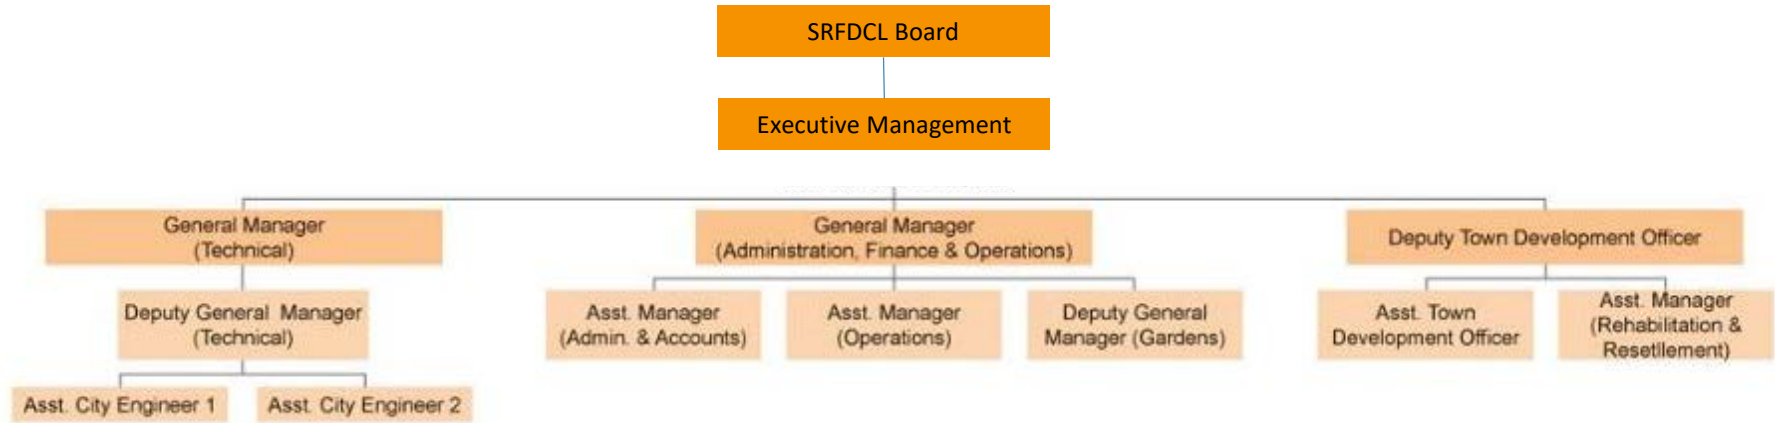 SRFDCL Board
Executive Management
General Manager
(Technical)
General Manager
(Administration, Finance & Operations)
Deputy Town Development Officer
Deputy General Manager
(Technical)
Asst. Manager
(Admin. & Accounts)
Asst. Manager
(Operations)
Deputy General
Manager (Gardens)
Asst. Town
Development Officer
Asst. Manager
(Rehabilitation &
Resetllement)
Asst. City Engineer 1
Asst. City Engineer 2